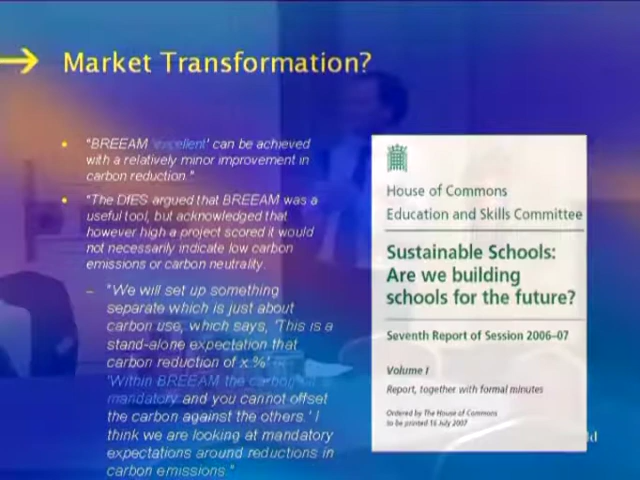 Market Transformation?
"BREEAM 'excellent' can be achieved
with a relatively minor improvement in
carbon reduction."
"The DfES argued that BREEAM was a
useful tool, but acknowledged that
however high a project scored it would
not necessarily indicate low carbon
emissions or carbon neutrality.
– "We will set up something
separate which is just about
carbon use, which says, 'This is a
stand-alone expectation that
carbon reduction of x %'
'Within BREEAM the carbon
mandatory and you cannot offset
the carbon against the others.' I
think we are looking at mandatory
expectations around reductions in
carbon emissions."
House of Commons
Education and Skills Committee
Sustainable Schools:
Are we building
schools for the future?
Seventh Report of Session 2006–07
Volume I
Report, together with formal minutes
Ordered by The House of Commons
to be printed 16 July 2007